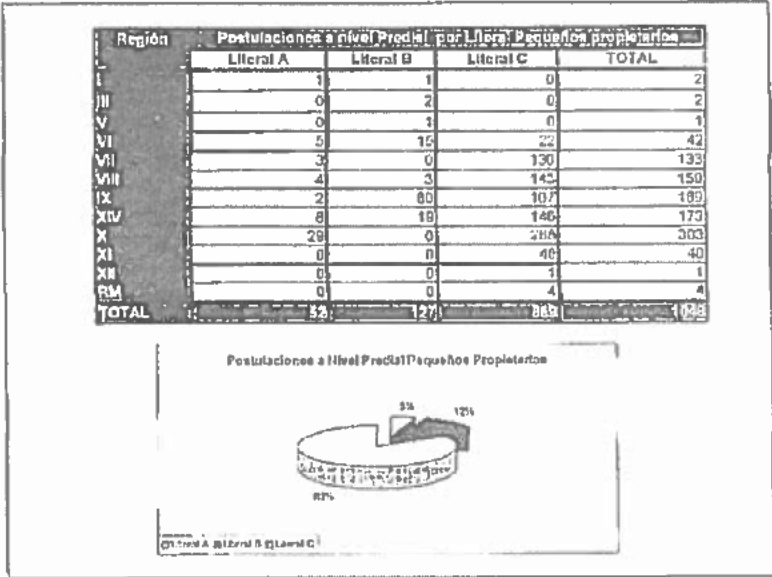 Región Postulaciones a nivel Predial por Literal Pequeños propietarios
Literal A Literal B Literal C TOTAL
I 1 1 0 2
III 0 2 0 2
V 0 1 0 1
VI 5 15 22 42
VII 3 0 130 133
VIII 4 3 150
IX 2 80 107 189
XIV 8 19 146 173
X 29 0 303
XI 0 0 40 40
XII 0 0 1 1
RM 0 0 4 4
TOTAL 52 127 869 1048
Postulaciones a Nivel Predial Pequeños Propietarios
5% 12%
83%
Literal A Literal B Literal C